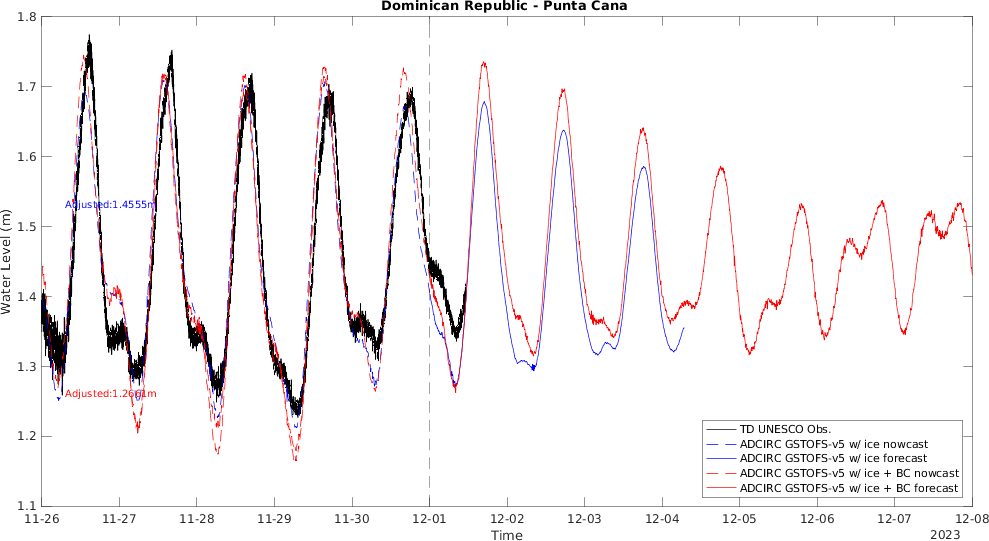 Dominican Republic - Punta Cana
1.8
1.7
1.6
1.5
1.4
1.3
1.2
1.1
Water Level (m)
Adjusted:1.4555m
Adjusted:1.2661m
TD UNESCO Obs.
ADCIRC GSTOFS-v5 w/ ice nowcast
ADCIRC GSTOFS-v5 w/ ice forecast
ADCIRC GSTOFS-v5 w/ ice + BC nowcast
ADCIRC GSTOFS-v5 w/ ice + BC forecast
11-26 11-27 11-28 11-29 11-30 12-01 12-02 12-03 12-04 12-05 12-06 12-07 12-08
Time
2023